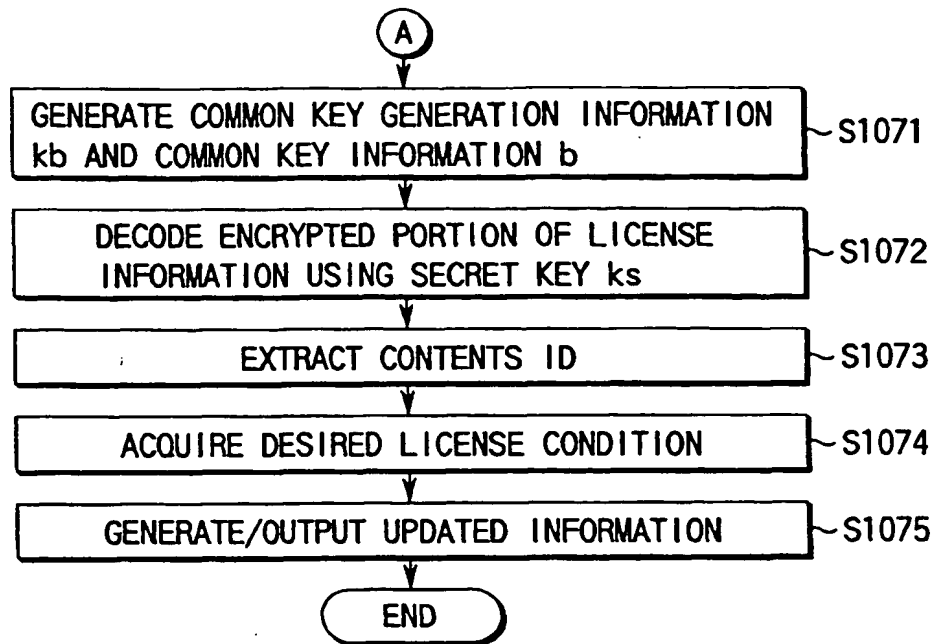 A
GENERATE COMMON KEY GENERATION INFORMATION
kb AND COMMON KEY INFORMATION b
S1071
DECODE ENCRYPTED PORTION OF LICENSE
INFORMATION USING SECRET KEY ks
S1072
EXTRACT CONTENTS ID
S1073
ACQUIRE DESIRED LICENSE CONDITION
S1074
GENERATE/OUTPUT UPDATED INFORMATION
S1075
END